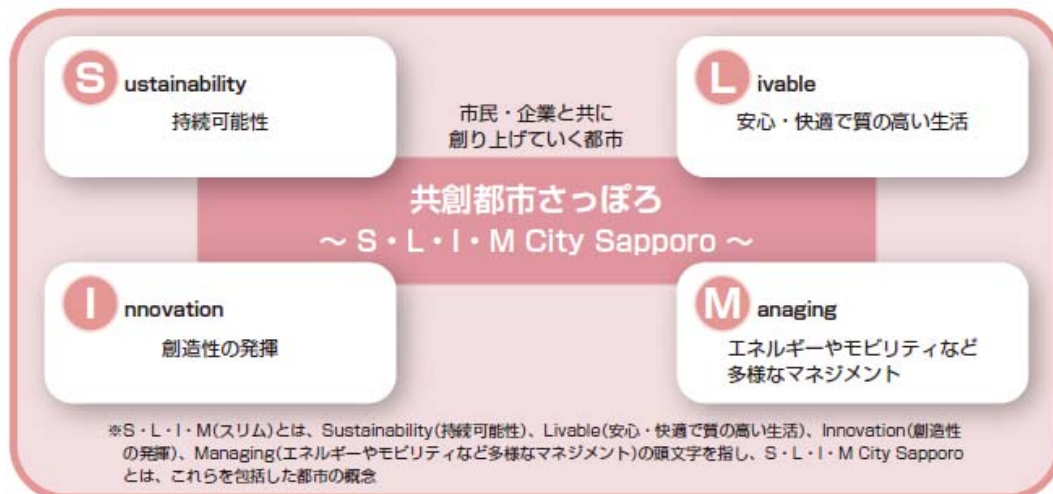 Sustainability
持続可能性
Livable
安心・快適で質の高い生活
市民・企業と共に
創り上げていく都市
共創都市さっぽろ
～ S・L・I・M City Sapporo ～
Innovation
創造性の発揮
Managing
エネルギーやモビリティなど
多様なマネジメント
※S・L・I・M(スリム)とは、Sustainability(持続可能性)、Livable(安心・快適で質の高い生活)、Innovation(創造性
の発揮)、Managing(エネルギーやモビリティなど多様なマネジメント)の頭文字を指し、S・L・I・M City Sapporo
とは、これらを包括した都市の概念